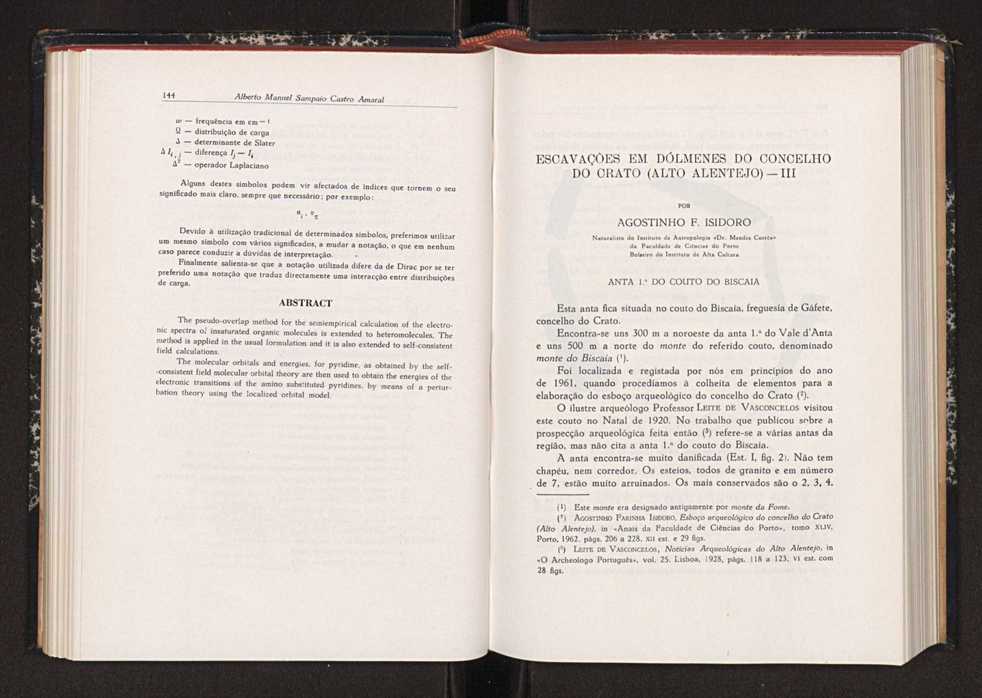 144 Alberto Manuel Sampaio Castro Amaral
w — frequência em cm—1
Ω — distribuição de carga
Δ — determinante de Slater
Δ Ii, j — diferença Ij — Ii
Δ2 — operador Laplaciano
Alguns destes símbolos podem vir afectados de índices que tornem o seu
significado mais claro, sempre que necessário; por exemplo:
Devido à utilização tradicional de determinados símbolos, preferimos utilizar
um mesmo símbolo com vários significados, a mudar a notação, o que em nenhum
caso parece conduzir a dúvidas de interpretação.
Finalmente salienta-se que a notação utilizada difere da de Dirac por se ter
preferido uma notação que traduz directamente uma interacção entre distribuições
de carga.
ABSTRACT
The pseudo-overlap method for the semiempirical calculation of the electro-
nic spectra of insaturated organic molecules is extended to heteromolecules. The
method is applied in the usual formulation and it is also extended to self-consistent
field calculations.
The molecular orbitals and energies, for pyridine, as obtained by the self-
-consistent field molecular orbital theory are then used to obtain the energies of the
electronic transitions of the amino substituted pyridines, by means of a pertur-
bation theory using the localized orbital model.
ESCAVAÇÕES EM DÓLMENES DO CONCELHO
DO CRATO (ALTO ALENTEJO) — III
POR
AGOSTINHO F. ISIDORO
Naturalista do Instituto de Antropologia «Dr. Mendes Corrêa»
da Faculdade de Ciências do Porto
Bolseiro do Instituto de Alta Cultura
ANTA 1.ª DO COUTO DO BISCAIA
Esta anta fica situada no couto do Biscaia, freguesia de Gáfete,
concelho do Crato.
Encontra-se uns 300 m a noroeste da anta 1.ª do Vale d'Anta
e uns 500 m a norte do monte do referido couto, denominado
monte do Biscaia (1).
Foi localizada e registada por nós em princípios do ano
de 1961, quando procedíamos à colheita de elementos para a
elaboração do esboço arqueológico do concelho do Crato (2).
O ilustre arqueólogo Professor LEITE DE VASCONCELOS visitou
este couto no Natal de 1920. No trabalho que publicou sobre a
prospecção arqueológica feita então (3) refere-se a várias antas da
região, mas não cita a anta 1.ª do couto do Biscaia.
A anta encontra-se muito danificada (Est. I, fig. 2). Não tem
chapéu, nem corredor. Os esteios, todos de granito e em número
de 7, estão muito arruinados. Os mais conservados são o 2, 3, 4,
(1) Este monte era designado antigamente por monte da Fome.
(2) AGOSTINHO FARINHA ISIDORO, Esboço arqueológico do concelho do Crato
(Alto Alentejo), in «Anais da Faculdade de Ciências do Porto», tomo XLIV,
Porto, 1962, págs. 206 a 228, XII est. e 29 figs.
(3) LEITE DE VASCONCELOS, Notícias Arqueológicas do Alto Alentejo, in
«O Archeologo Português», vol. 25, Lisboa, 1928, págs. 118 a 123, VI est. com
28 figs.